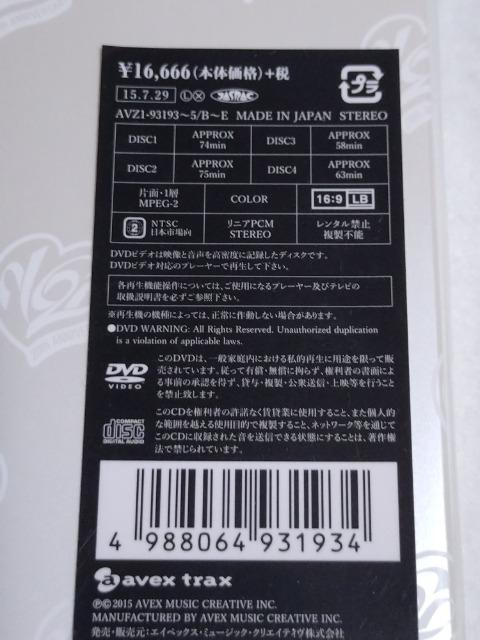 ¥16,666(本体価格)+税
15.7.29 Ⓛ Ⓧ JASRAC
AVZ1-93193~5/B~E MADE IN JAPAN STEREO
DISC1 APPROX 74min DISC3 APPROX 58min
DISC2 APPROX 75min DISC4 APPROX 63min
片面・1層 MPEG-2 COLOR 16:9 LB
2 NTSC 日本市場向 リニアPCM STEREO レンタル禁止 複製不能
プラ
DVDビデオは映像と音声を高密度に記録したディスクです。
DVDビデオ対応のプレーヤーで再生して下さい。
各再生機能操作については、ご使用になるプレーヤー及びテレビの
取扱説明書を必ずご参照下さい。
※再生機の機種によっては、正常に作動しない場合があります。
●DVD WARNING: All Rights Reserved. Unauthorized duplication
is a violation of applicable laws.
DVD VIDEO
このDVDは、一般家庭内における私的再生に用途を限って販
売されています。従って有償・無償に拘らず、権利者の書面によ
る事前の承認を得ず、貸与・複製・公衆送信・上映等を行うこと
を禁止致します。
COMPACT disc DIGITAL AUDIO
このCDを権利者の許諾なく賃貸業に使用すること、また個人的
な範囲を越える使用目的で複製すること、ネットワーク等を通じて
このCDに収録された音を送信できる状態にすることは、著作権
法で禁じられています。
4 988064 931934
avex trax
Ⓟ© 2015 AVEX MUSIC CREATIVE INC.
MANUFACTURED BY AVEX MUSIC CREATIVE INC.
発売・販売元:エイベックス・ミュージック・クリエイティヴ株式会社